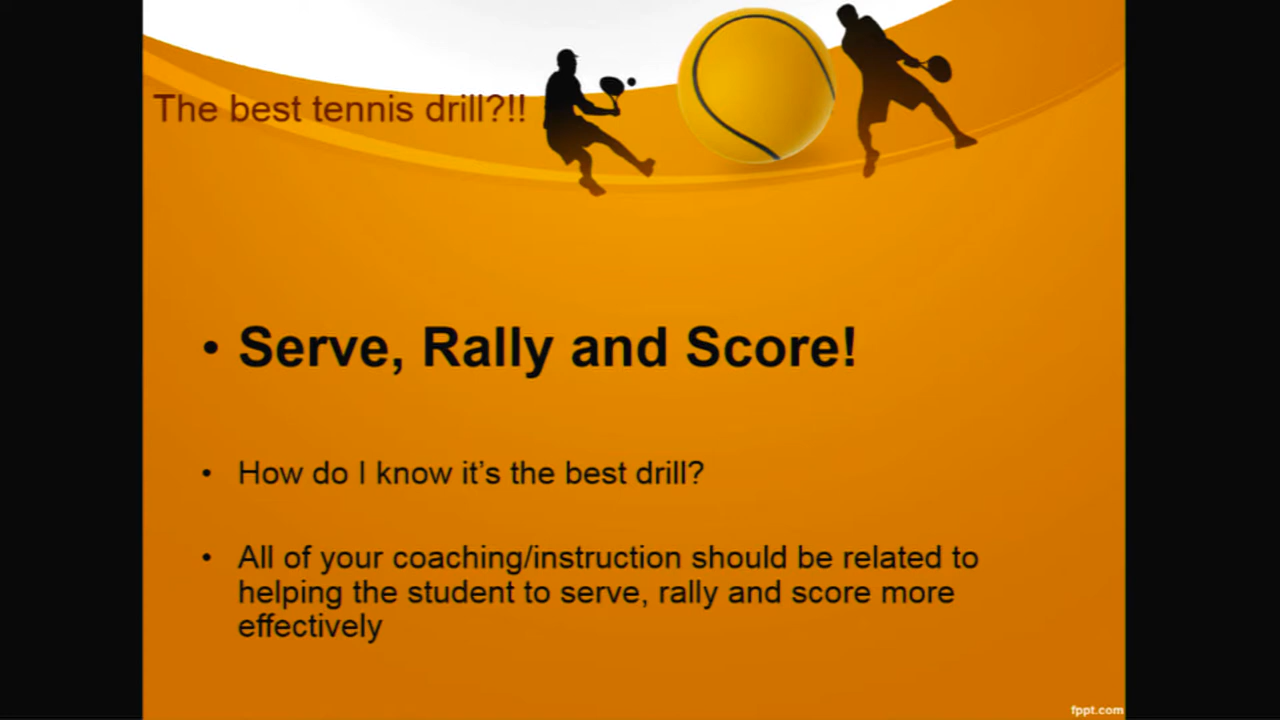 The best tennis drill?!!
• Serve, Rally and Score!
• How do I know it’s the best drill?
• All of your coaching/instruction should be related to
helping the student to serve, rally and score more
effectively
fppt.com